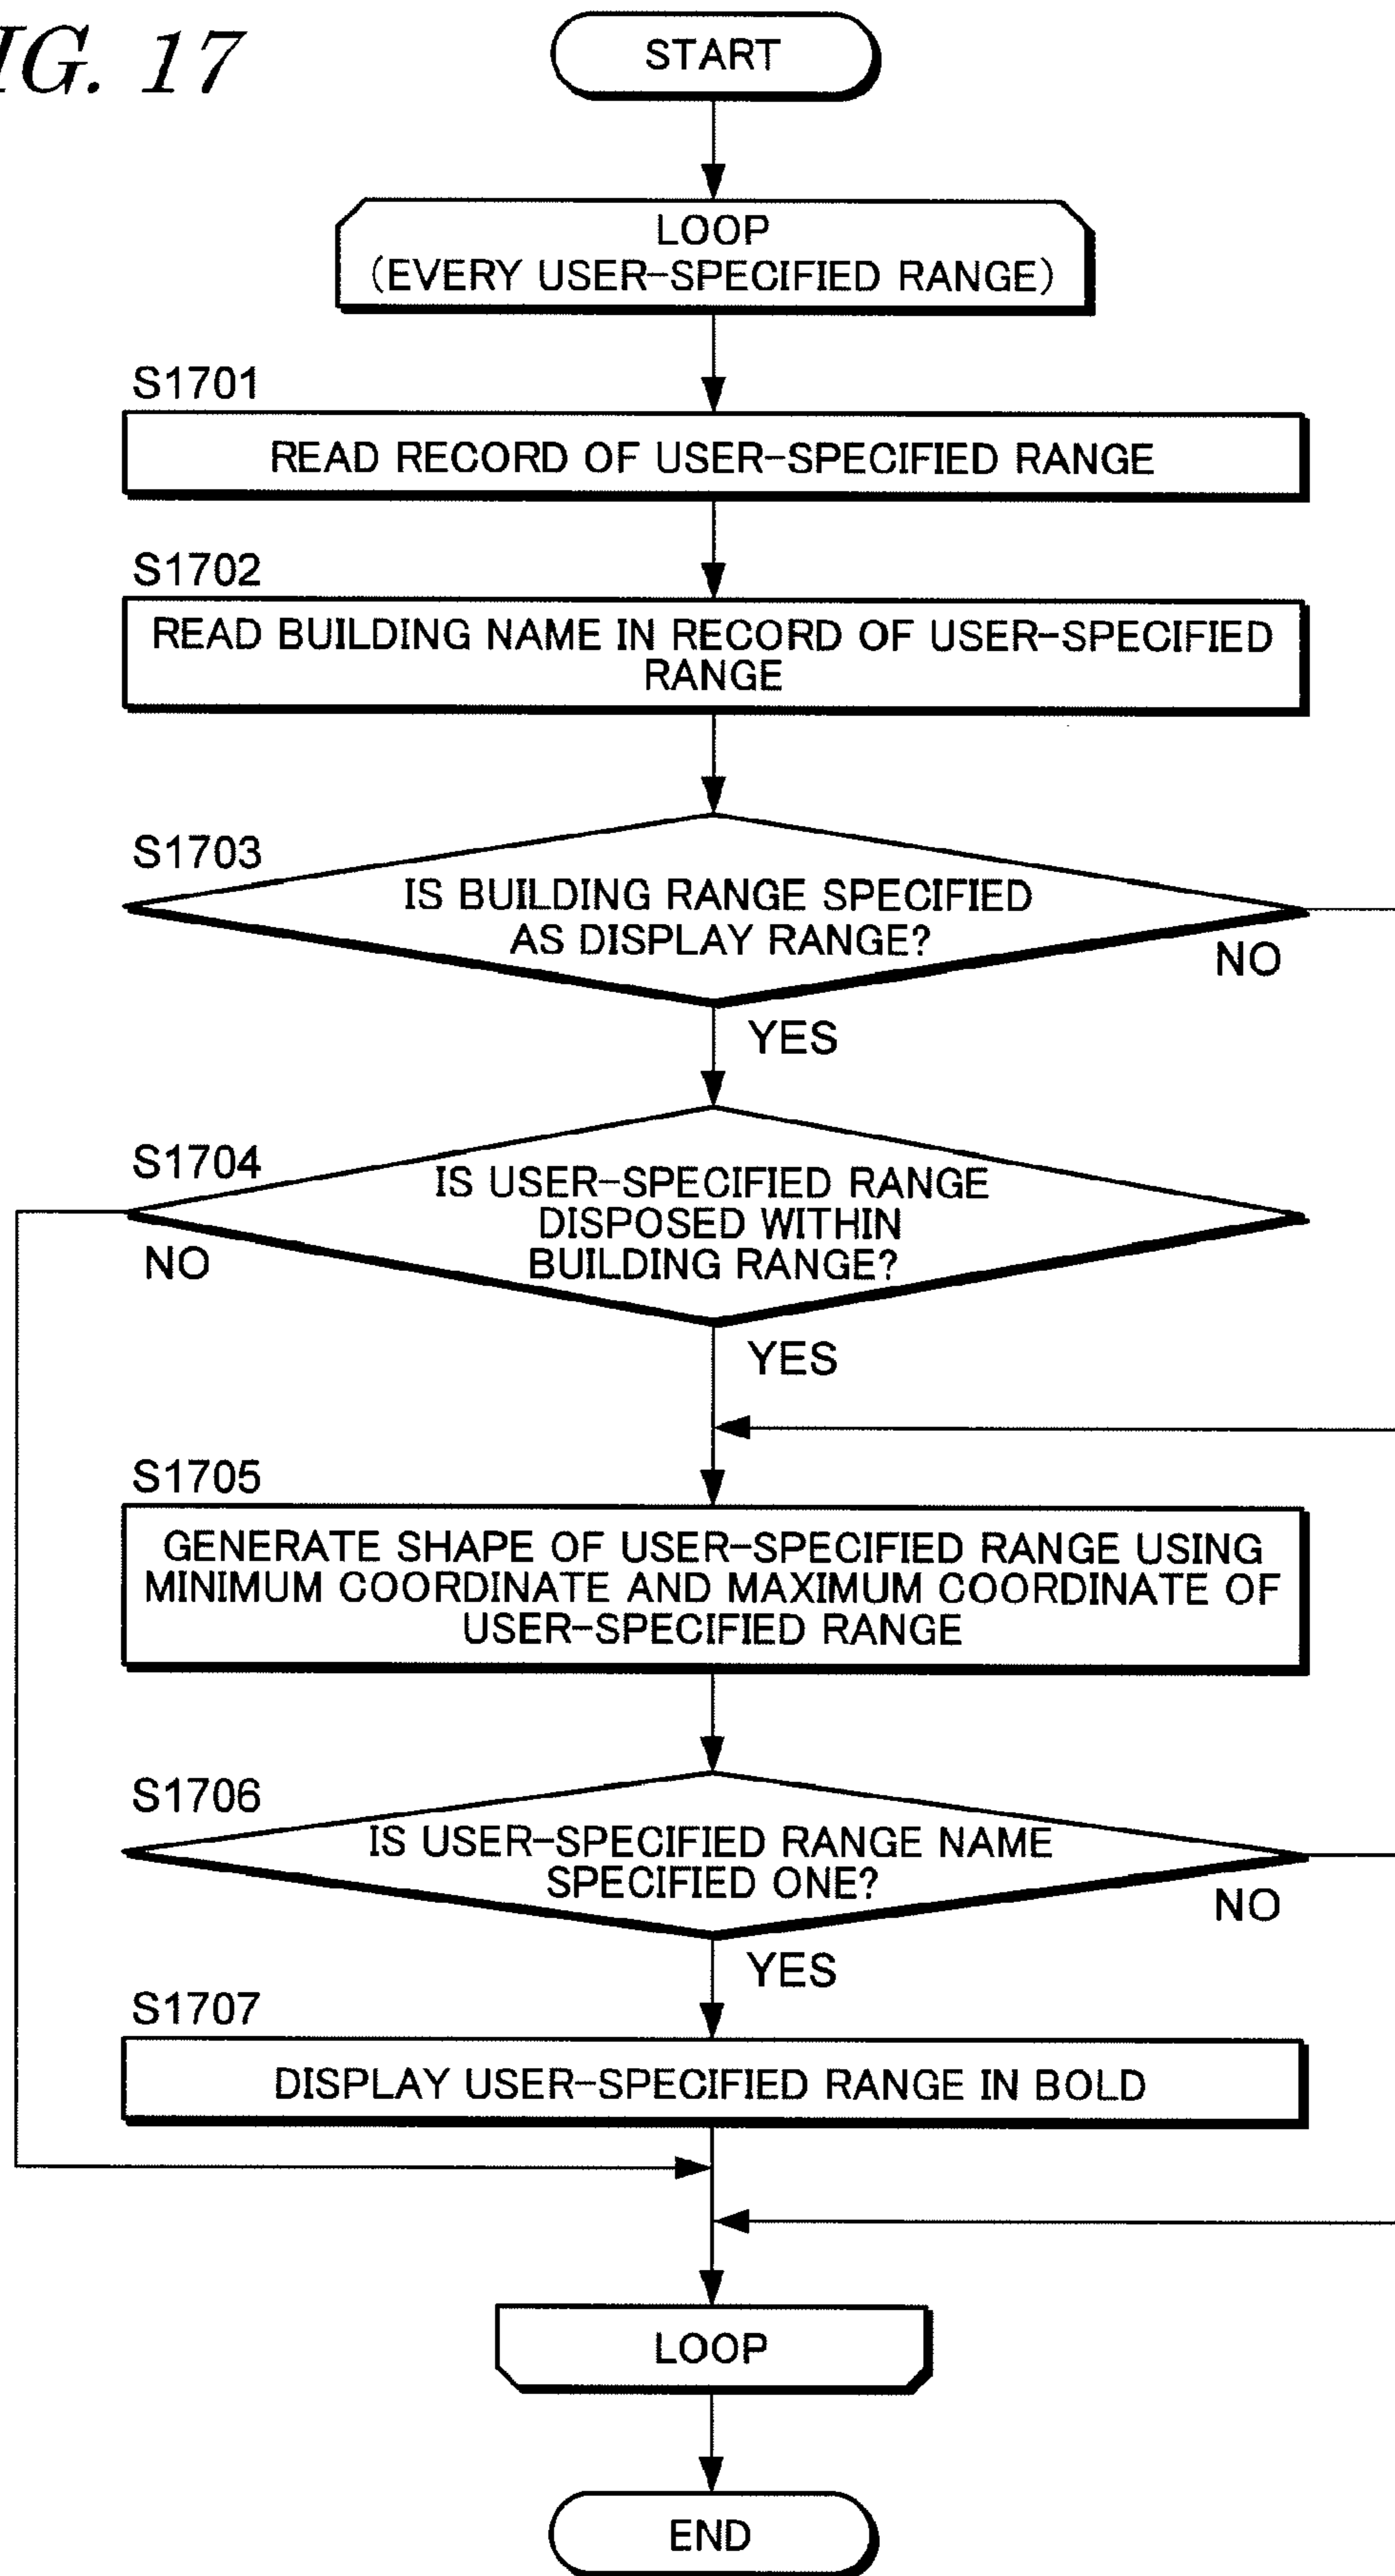 IG. 17
START
LOOP
(EVERY USER-SPECIFIED RANGE)
S1701
READ RECORD OF USER-SPECIFIED RANGE
S1702
READ BUILDING NAME IN RECORD OF USER-SPECIFIED
RANGE
S1703
IS BUILDING RANGE SPECIFIED
AS DISPLAY RANGE?
NO
YES
S1704
IS USER-SPECIFIED RANGE
DISPOSED WITHIN
BUILDING RANGE?
NO
YES
S1705
GENERATE SHAPE OF USER-SPECIFIED RANGE USING
MINIMUM COORDINATE AND MAXIMUM COORDINATE OF
USER-SPECIFIED RANGE
S1706
IS USER-SPECIFIED RANGE NAME
SPECIFIED ONE?
NO
YES
S1707
DISPLAY USER-SPECIFIED RANGE IN BOLD
LOOP
END